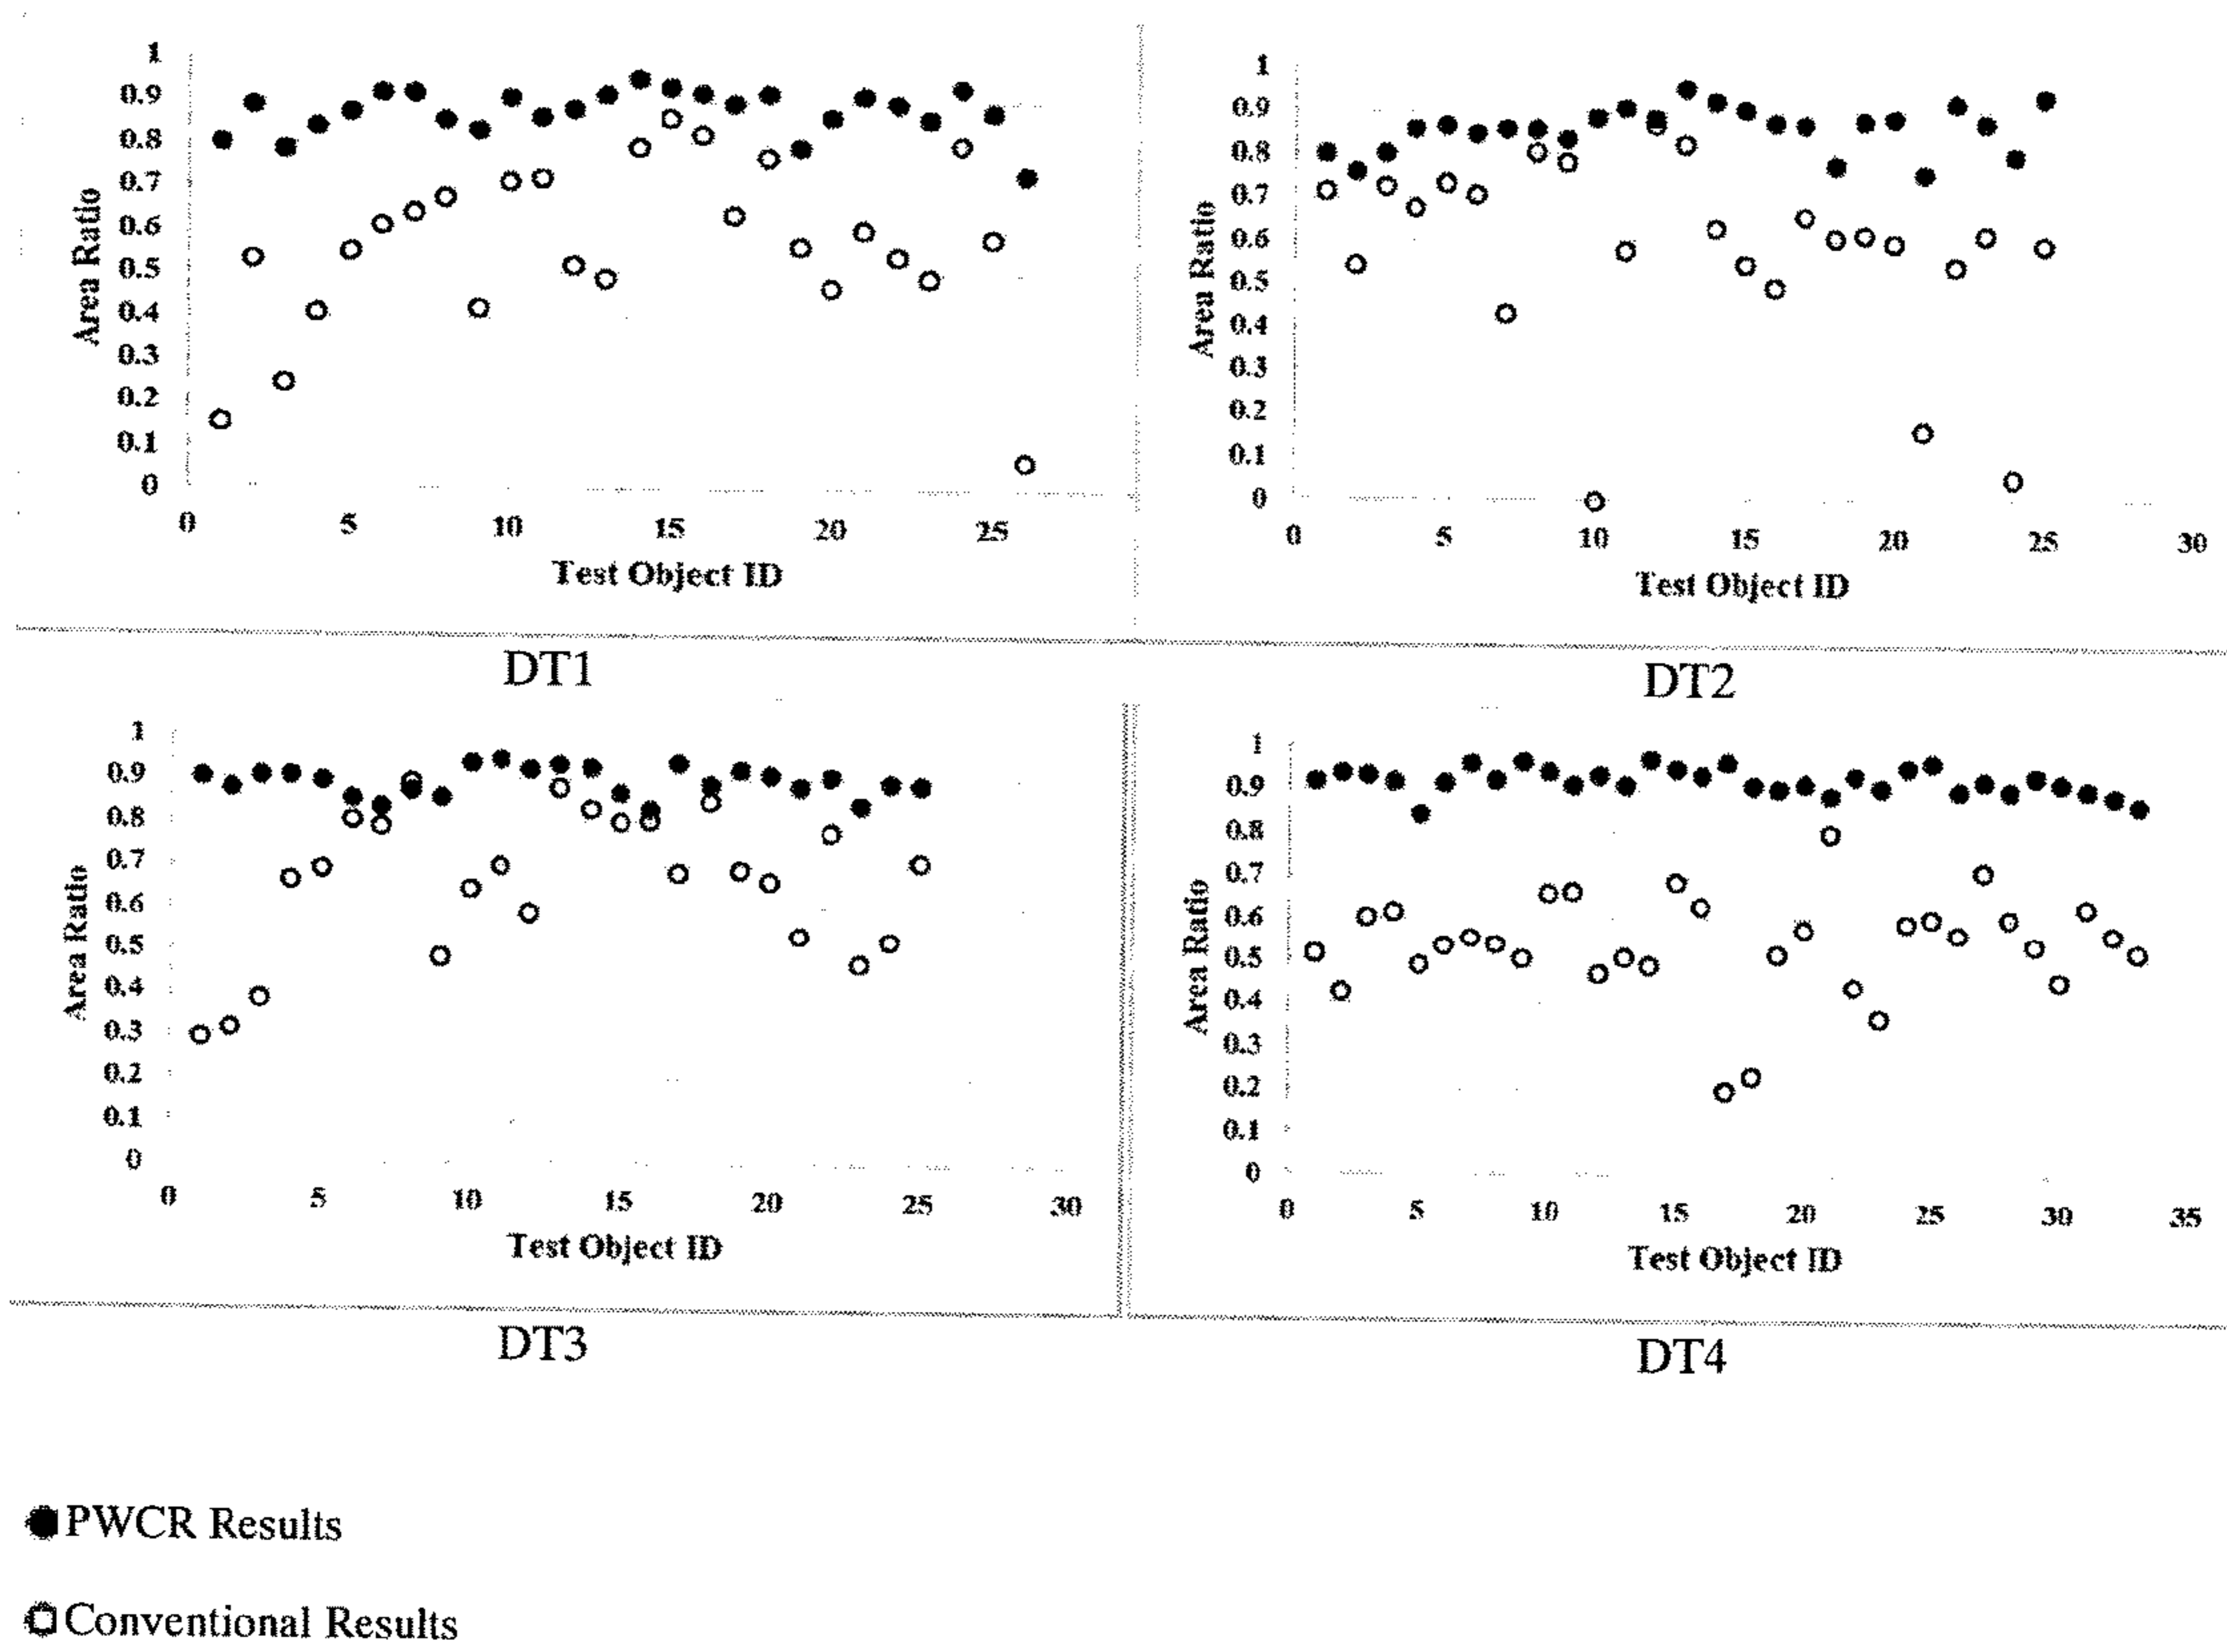 1
0.9
0.8
0.7
0.6
0.5
0.4
0.3
0.2
0.1
0
Area Ratio
0 5 10 15 20 25
Test Object ID
DT1
1
0.9
0.8
0.7
0.6
0.5
0.4
0.3
0.2
0.1
0
Area Ratio
0 5 10 15 20 25 30
Test Object ID
DT2
1
0.9
0.8
0.7
0.6
0.5
0.4
0.3
0.2
0.1
0
Area Ratio
0 5 10 15 20 25 30
Test Object ID
DT3
1
0.9
0.8
0.7
0.6
0.5
0.4
0.3
0.2
0.1
0
Area Ratio
0 5 10 15 20 25 30 35
Test Object ID
DT4
PWCR Results
Conventional Results